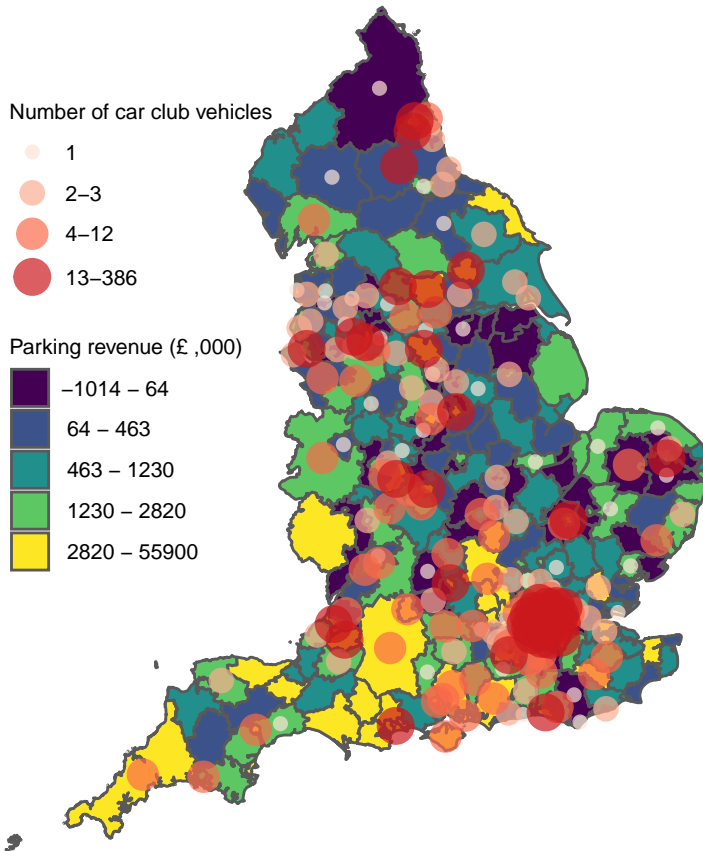 Number of car club vehicles
1
2–3
4–12
13–386
Parking revenue (£ ,000)
−1014 − 64
64 − 463
463 − 1230
1230 − 2820
2820 − 55900